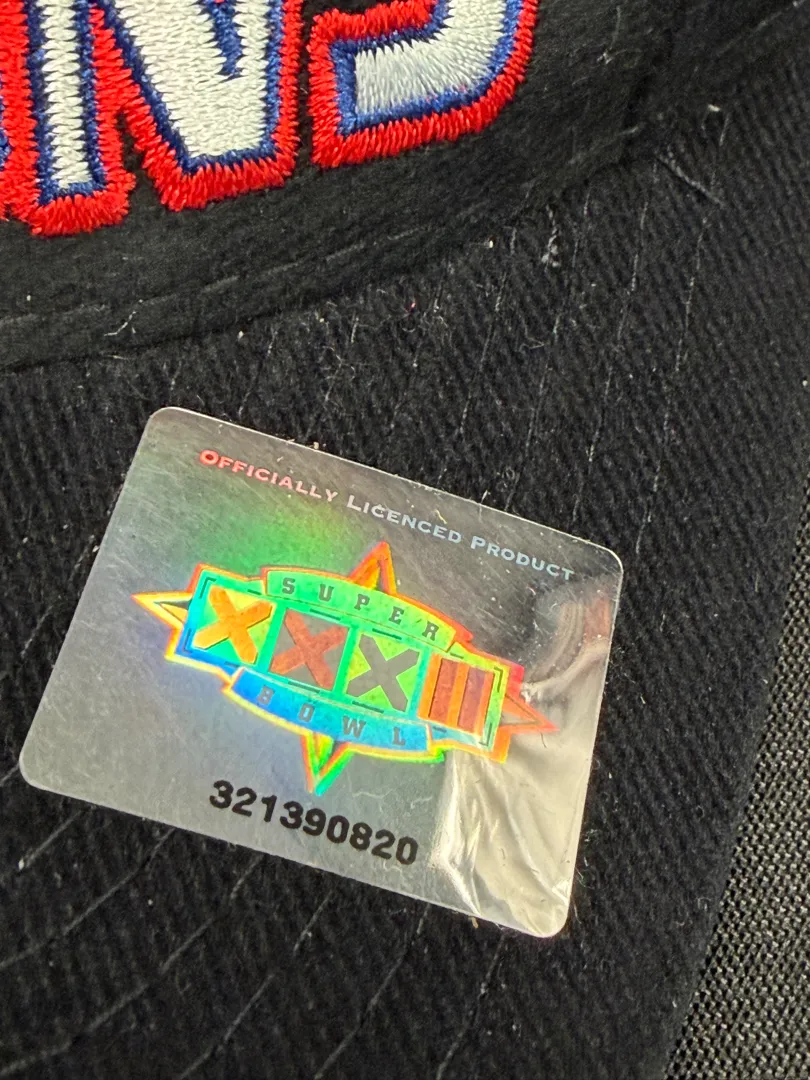 OFFICIALLY LICENCED PRODUCT
SUPER
XXXIII
BOWL
321390820